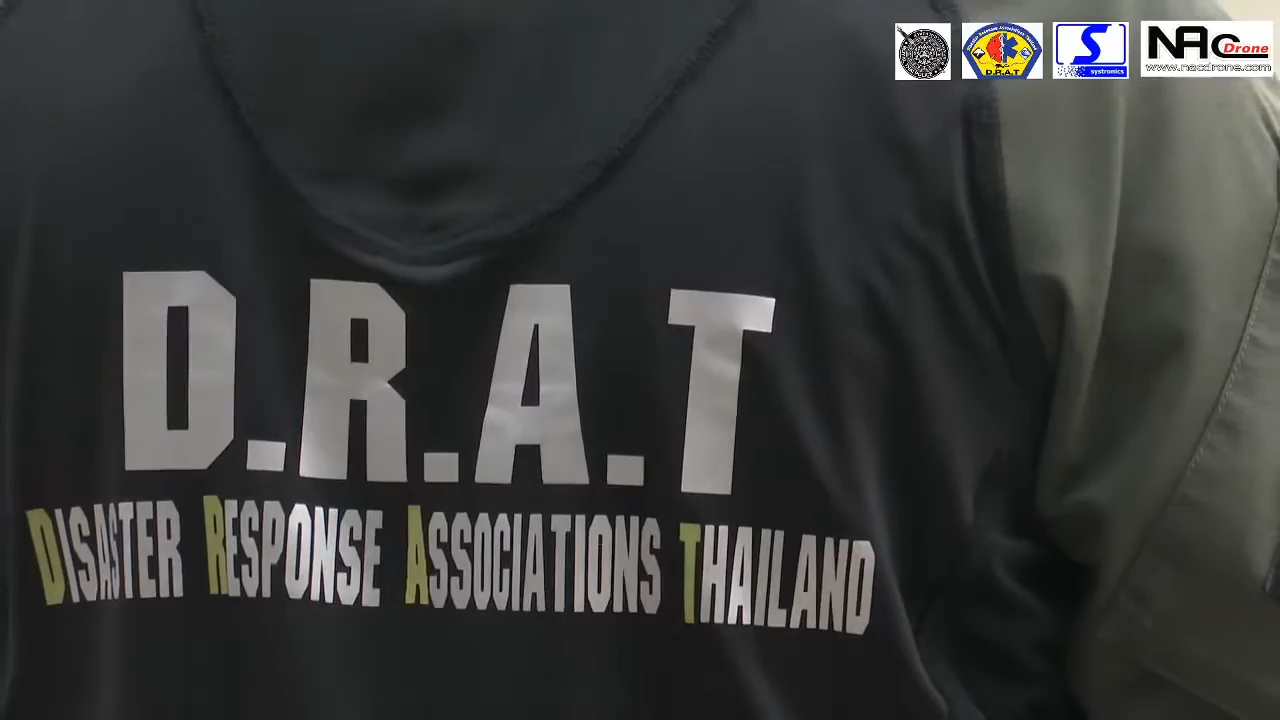 NAC Drone
www.nacdrone.com
S
systronics
D.R.A.T
D.R.A.T
DISASTER RESPONSE ASSOCIATIONS THAILAND